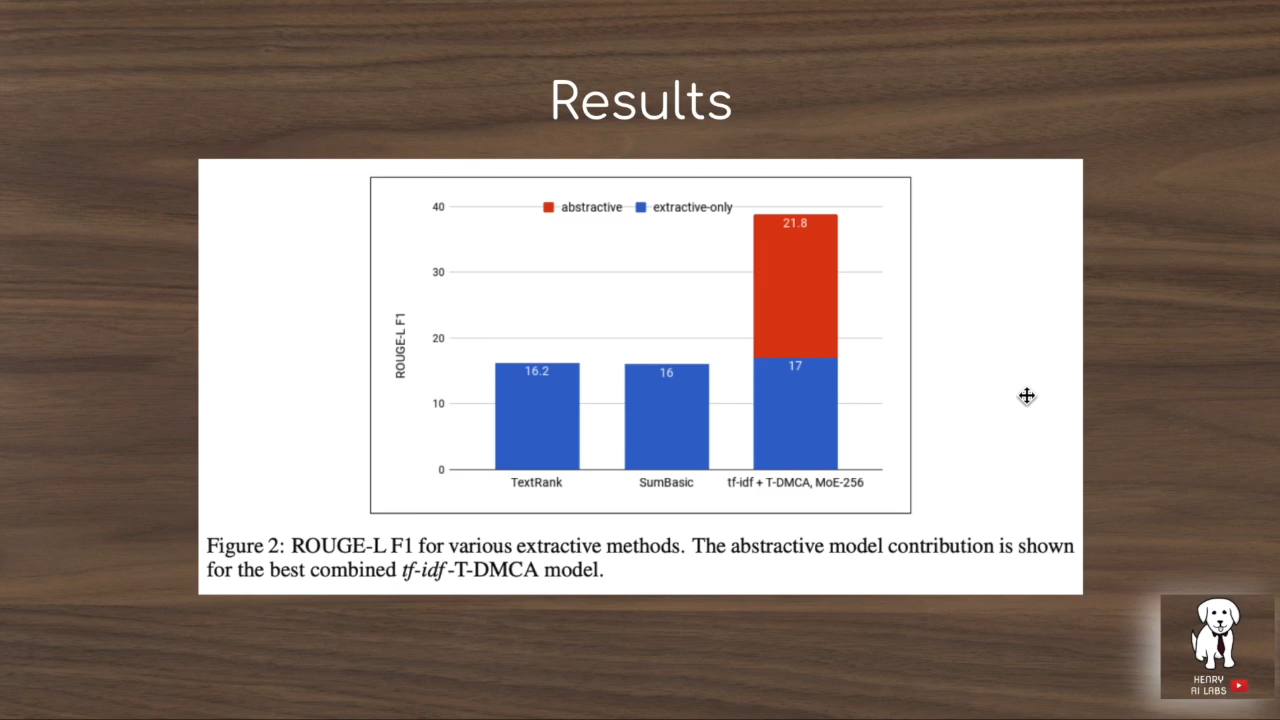 Results
abstractive extractive-only
40
30
20
10
0
ROUGE-L F1
16.2
16
21.8
17
TextRank SumBasic tf-idf + T-DMCA, MoE-256
Figure 2: ROUGE-L F1 for various extractive methods. The abstractive model contribution is shown
for the best combined tf-idf-T-DMCA model.
HENRY
AI LABS